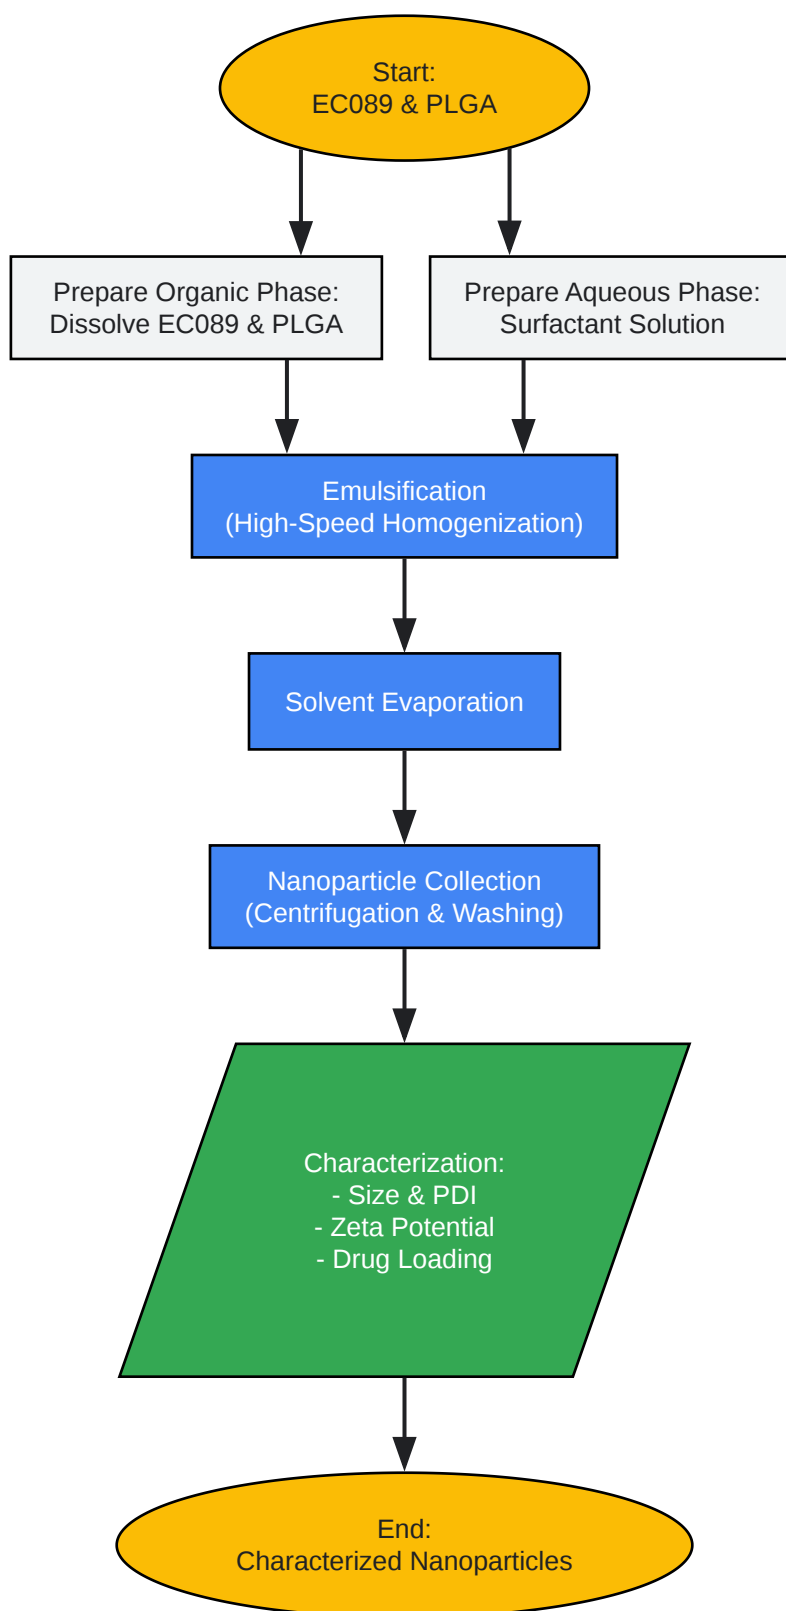 Start:
EC089 & PLGA
Prepare Organic Phase:
Dissolve EC089 & PLGA
Prepare Aqueous Phase:
Surfactant Solution
Emulsification
(High-Speed Homogenization)
Solvent Evaporation
Nanoparticle Collection
(Centrifugation & Washing)
Characterization:
- Size & PDI
- Zeta Potential
- Drug Loading
End:
Characterized Nanoparticles